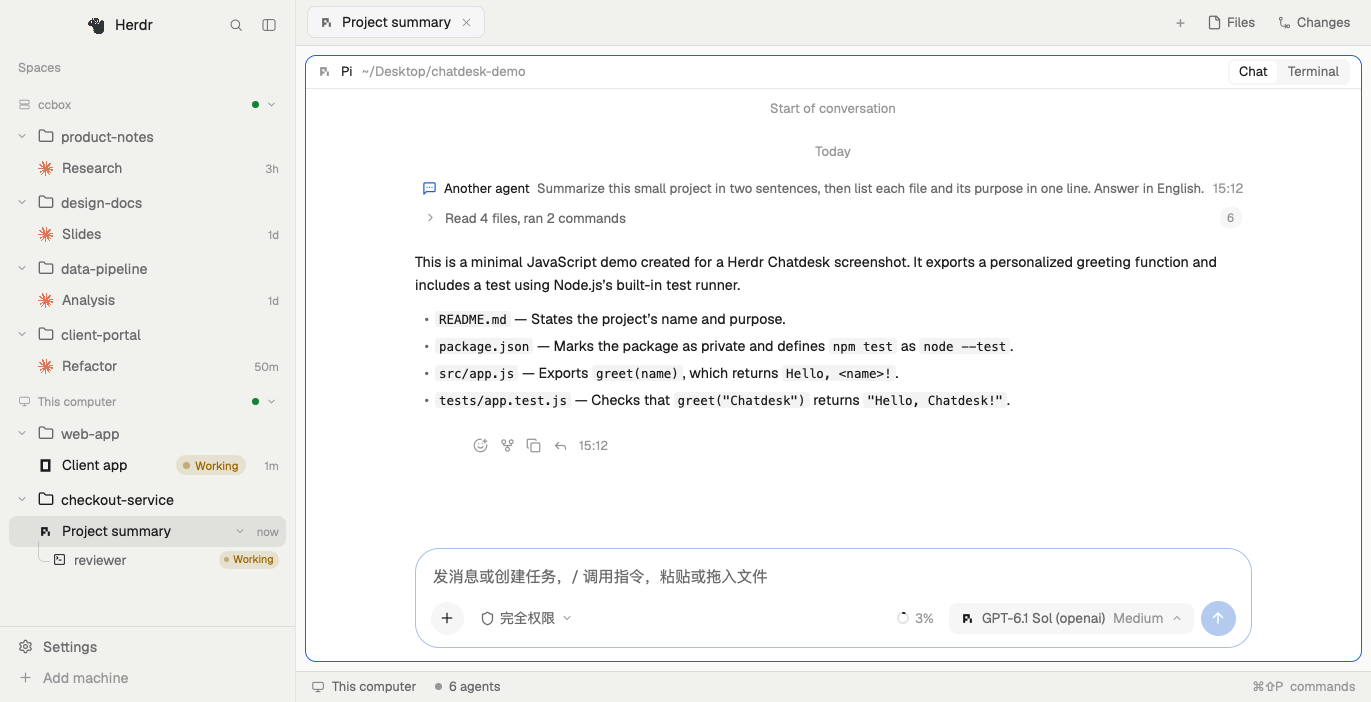 Herdr
Spaces
ccbox
product-notes
Research 3h
design-docs
Slides 1d
data-pipeline
Analysis 1d
client-portal
Refactor 50m
This computer
web-app
Client app Working 1m
checkout-service
Project summary now
reviewer Working
Settings
Add machine
Project summary
Files
Changes
Pi ~/Desktop/chatdesk-demo
Chat Terminal
Start of conversation
Today
Another agent Summarize this small project in two sentences, then list each file and its purpose in one line. Answer in English. 15:12
Read 4 files, ran 2 commands 6
This is a minimal JavaScript demo created for a Herdr Chatdesk screenshot. It exports a personalized greeting function and
includes a test using Node.js’s built-in test runner.
• README.md — States the project’s name and purpose.
• package.json — Marks the package as private and defines npm test as node --test.
• src/app.js — Exports greet(name), which returns Hello, <name>!.
• tests/app.test.js — Checks that greet("Chatdesk") returns "Hello, Chatdesk!".
15:12
发消息或创建任务，/ 调用指令，粘贴或拖入文件
完全权限
3%
GPT-6.1 Sol (openai) Medium
This computer
6 agents
⌘⇧P commands